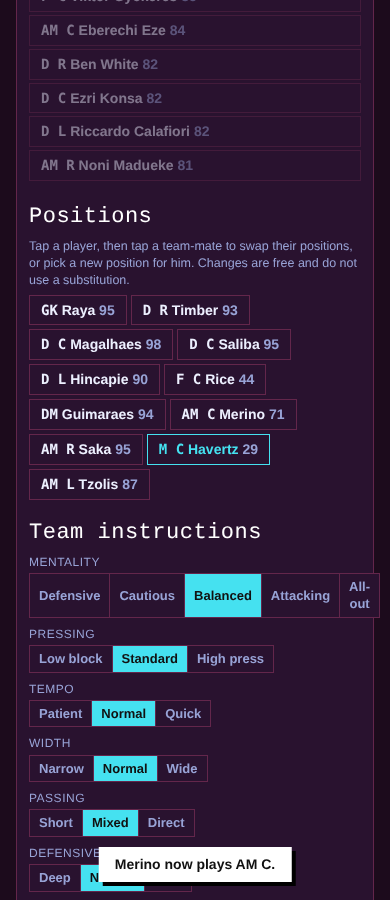 AM C Eberechi Eze 84
D R Ben White 82
D C Ezri Konsa 82
D L Riccardo Calafiori 82
AM R Noni Madueke 81
Positions
Tap a player, then tap a team-mate to swap their positions,
or pick a new position for him. Changes are free and do not
use a substitution.
GK Raya 95 D R Timber 93
D C Magalhaes 98 D C Saliba 95
D L Hincapie 90 F C Rice 44
DM Guimaraes 94 AM C Merino 71
AM R Saka 95 M C Havertz 29
AM L Tzolis 87
Team instructions
MENTALITY
Defensive Cautious Balanced Attacking All-
out
PRESSING
Low block Standard High press
TEMPO
Patient Normal Quick
WIDTH
Narrow Normal Wide
PASSING
Short Mixed Direct
DEFENSIVE
Merino now plays AM C.
Deep